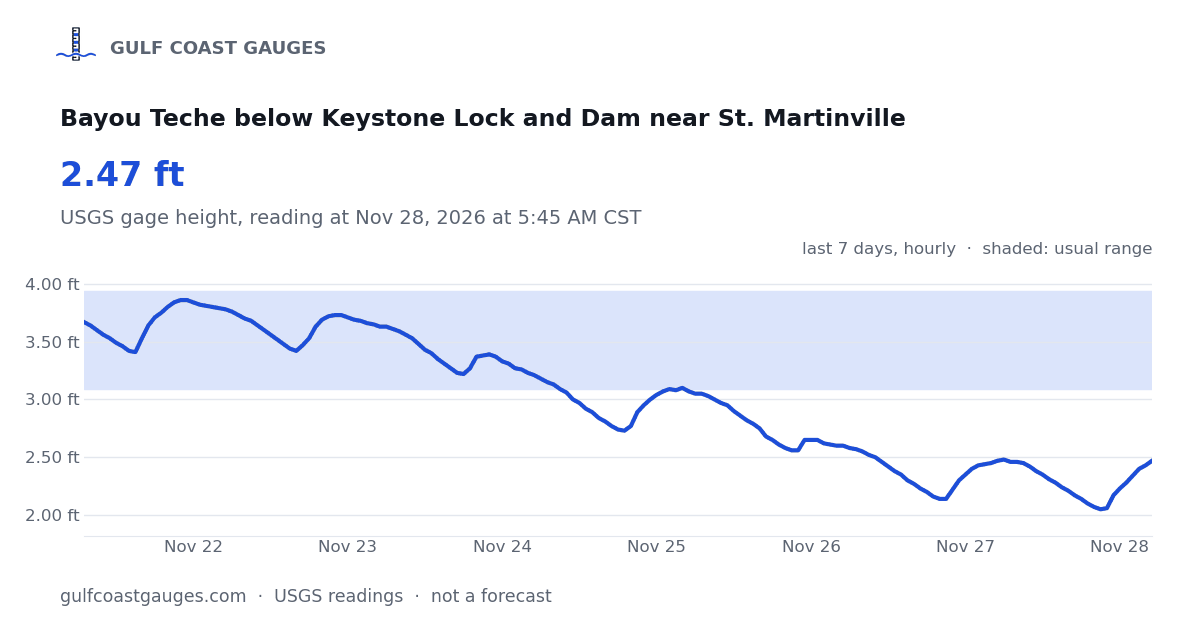 GULF COAST GAUGES
Bayou Teche below Keystone Lock and Dam near St. Martinville
2.47 ft
USGS gage height, reading at Nov 28, 2026 at 5:45 AM CST
last 7 days, hourly · shaded: usual range
4.00 ft
3.50 ft
3.00 ft
2.50 ft
2.00 ft
Nov 22 Nov 23 Nov 24 Nov 25 Nov 26 Nov 27 Nov 28
gulfcoastgauges.com · USGS readings · not a forecast